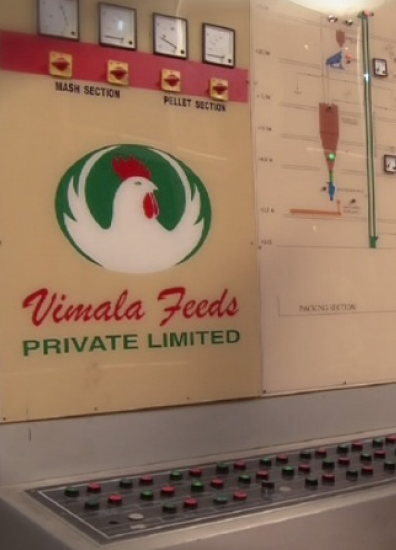 MASH SECTION
PELLET SECTION
Vimala Feeds
PRIVATE LIMITED
PACKING SECTION